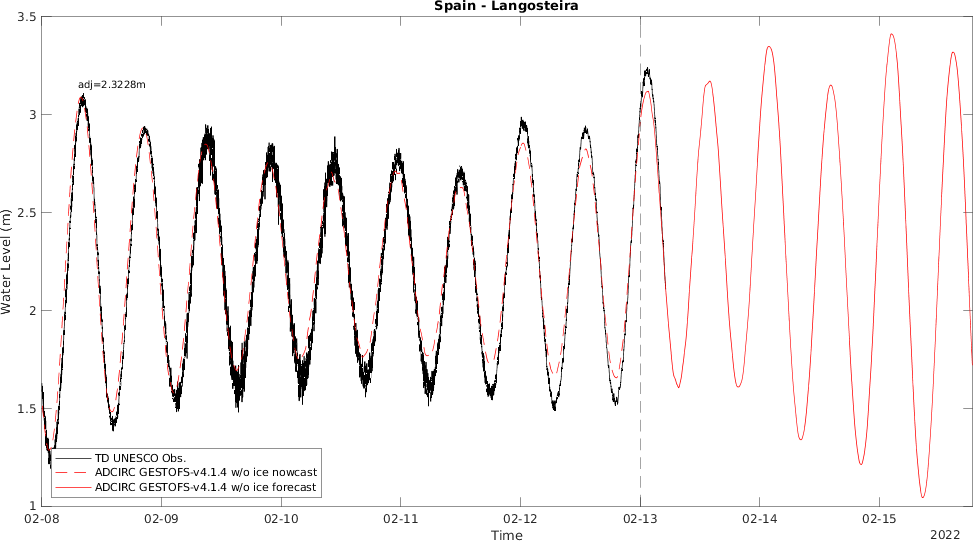 Spain - Langosteira
3.5
adj=2.3228m
3
2.5
Water Level (m)
2
1.5
TD UNESCO Obs.
ADCIRC GESTOFS-v4.1.4 w/o ice nowcast
ADCIRC GESTOFS-v4.1.4 w/o ice forecast
1
02-08 02-09 02-10 02-11 02-12 02-13 02-14 02-15
Time
2022